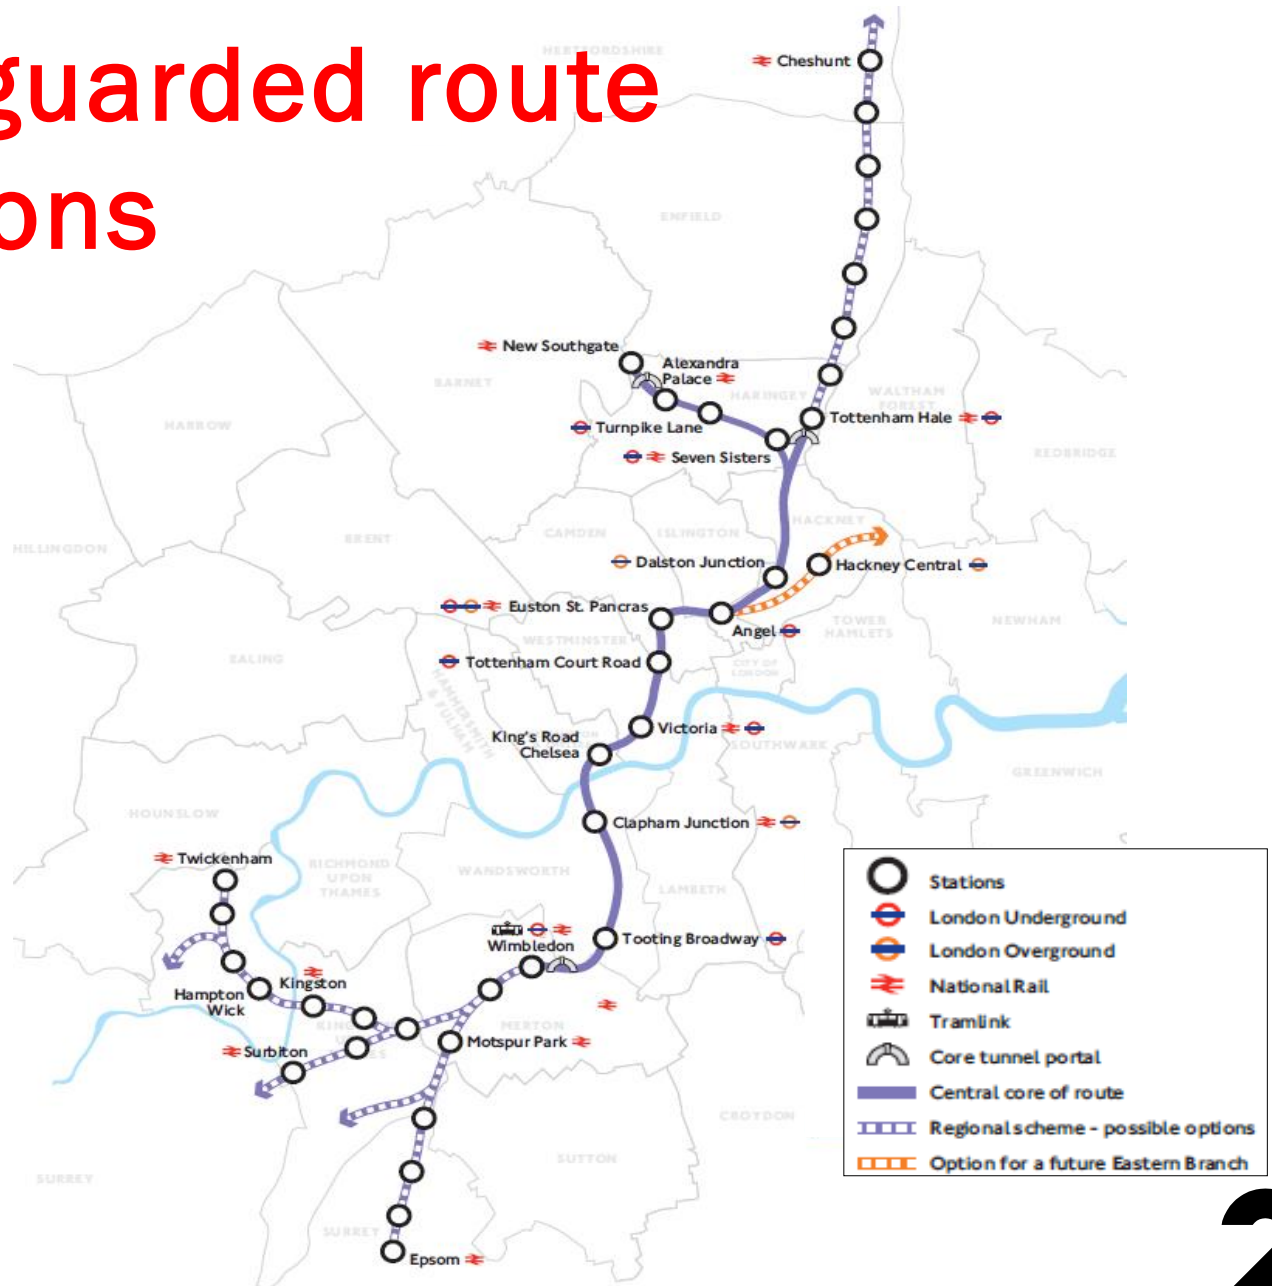 guarded route
ons
HERTFORDSHIRE
Cheshunt
ENFIELD
New Southgate
Alexandra
Palace
BARNET
HARINGEY
WALTHAM
FOREST
HARROW
Turnpike Lane
Tottenham Hale
Seven Sisters
REDBRIDGE
HACKNEY
CAMDEN
ISLINGTON
BRENT
HILLINGDON
Dalston Junction
Hackney Central
Euston St. Pancras
Angel
TOWER
HAMLETS
NEWHAM
WESTMINSTER
EALING
Tottenham Court Road
CITY OF
LONDON
HAMMERSMITH
& FULHAM
Victoria
King's Road
Chelsea
SOUTHWARK
GREENWICH
HOUNSLOW
Clapham Junction
Twickenham
RICHMOND
UPON
THAMES
WANDSWORTH
LAMBETH
Wimbledon
Tooting Broadway
Kingston
Hampton
Wick
MERTON
Motspur Park
Surbiton
CROYDON
SUTTON
SURREY
SURREY
Epsom
Stations
London Underground
London Overground
National Rail
Tramlink
Core tunnel portal
Central core of route
Regional scheme - possible options
Option for a future Eastern Branch
2